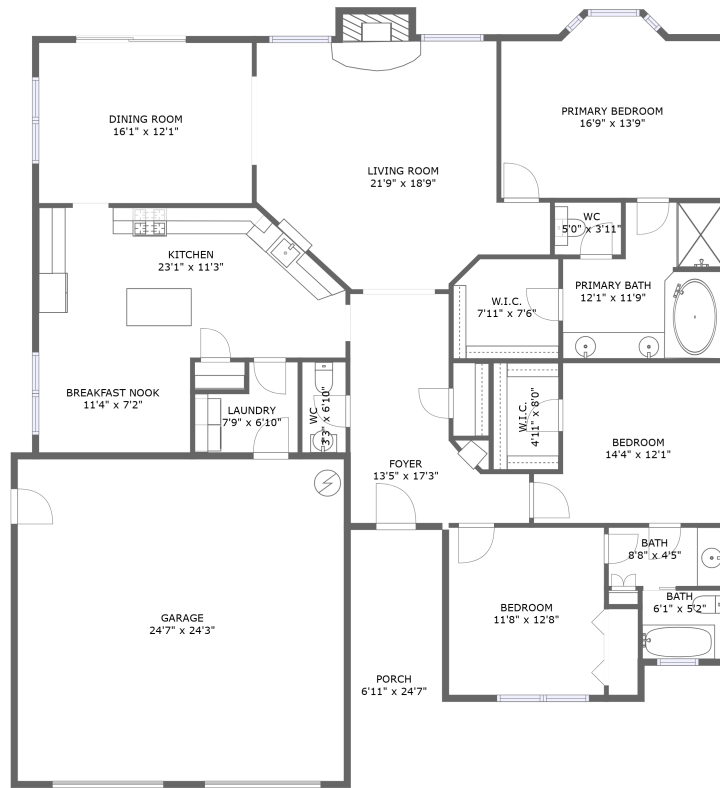 DINING ROOM
16'1" x 12'1"
PRIMARY BEDROOM
16'9" x 13'9"
LIVING ROOM
21'9" x 18'9"
WC
5'0" x 3'11"
KITCHEN
23'1" x 11'3"
PRIMARY BATH
12'1" x 11'9"
W.I.C.
7'11" x 7'6"
BREAKFAST NOOK
11'4" x 7'2"
LAUNDRY
7'9" x 6'10"
WC
3'3" x 6'10"
W.I.C.
4'11" x 8'0"
BEDROOM
14'4" x 12'1"
FOYER
13'5" x 17'3"
BATH
8'8" x 4'5"
BATH
6'1" x 5'2"
BEDROOM
11'8" x 12'8"
GARAGE
24'7" x 24'3"
PORCH
6'11" x 24'7"